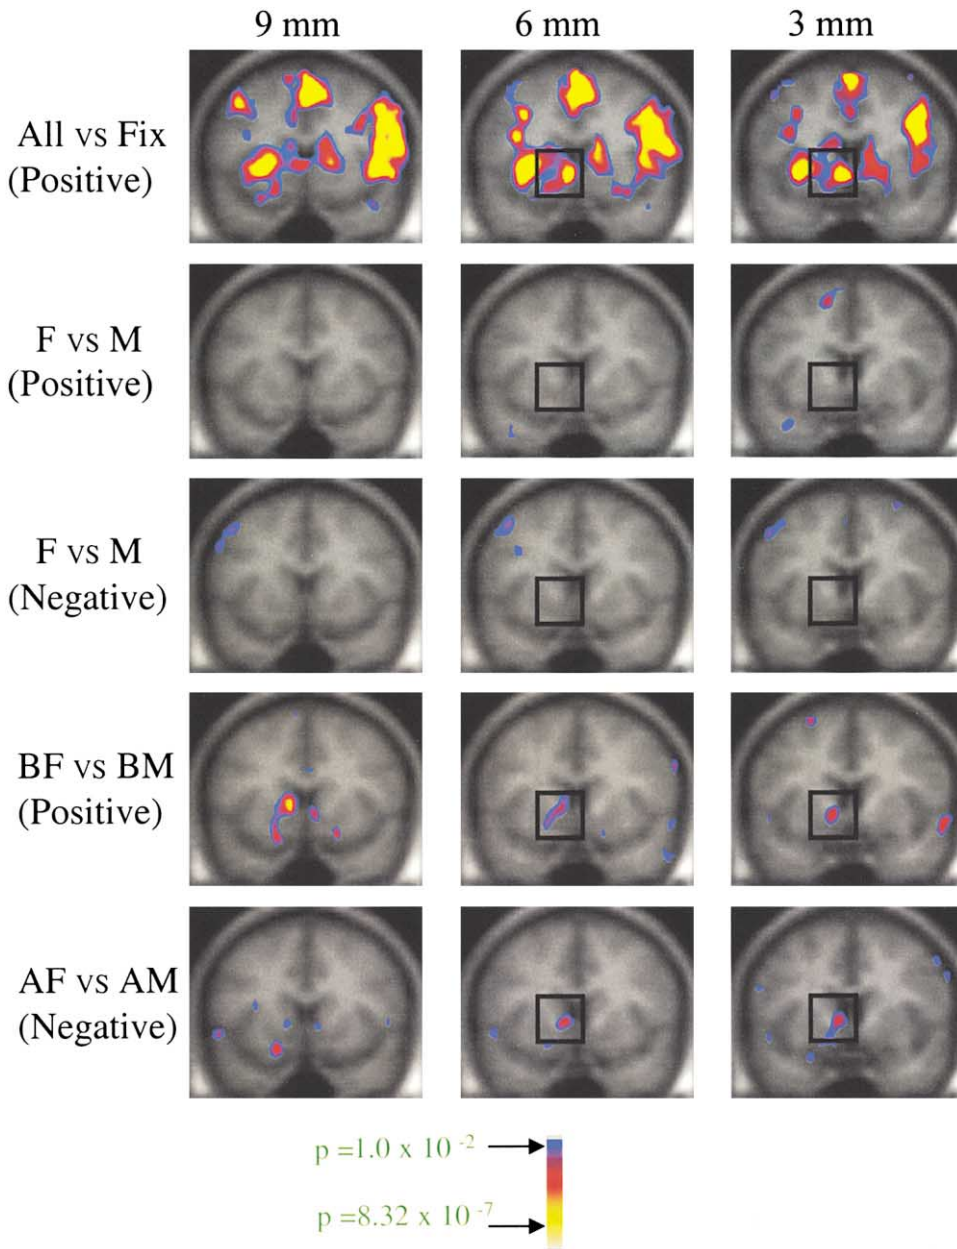 9 mm 6 mm 3 mm
All vs Fix
(Positive)
F vs M
(Positive)
F vs M
(Negative)
BF vs BM
(Positive)
AF vs AM
(Negative)
p =1.0 x 10 -2
p =8.32 x 10 -7